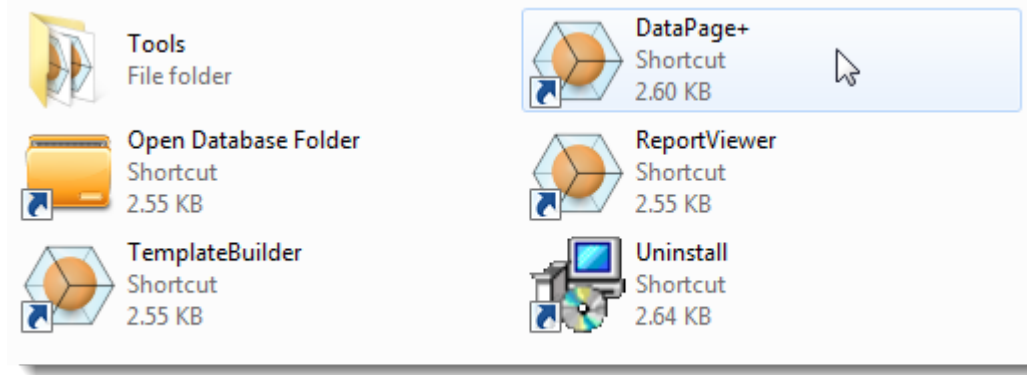 Tools
File folder
DataPage+
Shortcut
2.60 KB
Open Database Folder
Shortcut
2.55 KB
ReportViewer
Shortcut
2.55 KB
TemplateBuilder
Shortcut
2.55 KB
Uninstall
Shortcut
2.64 KB